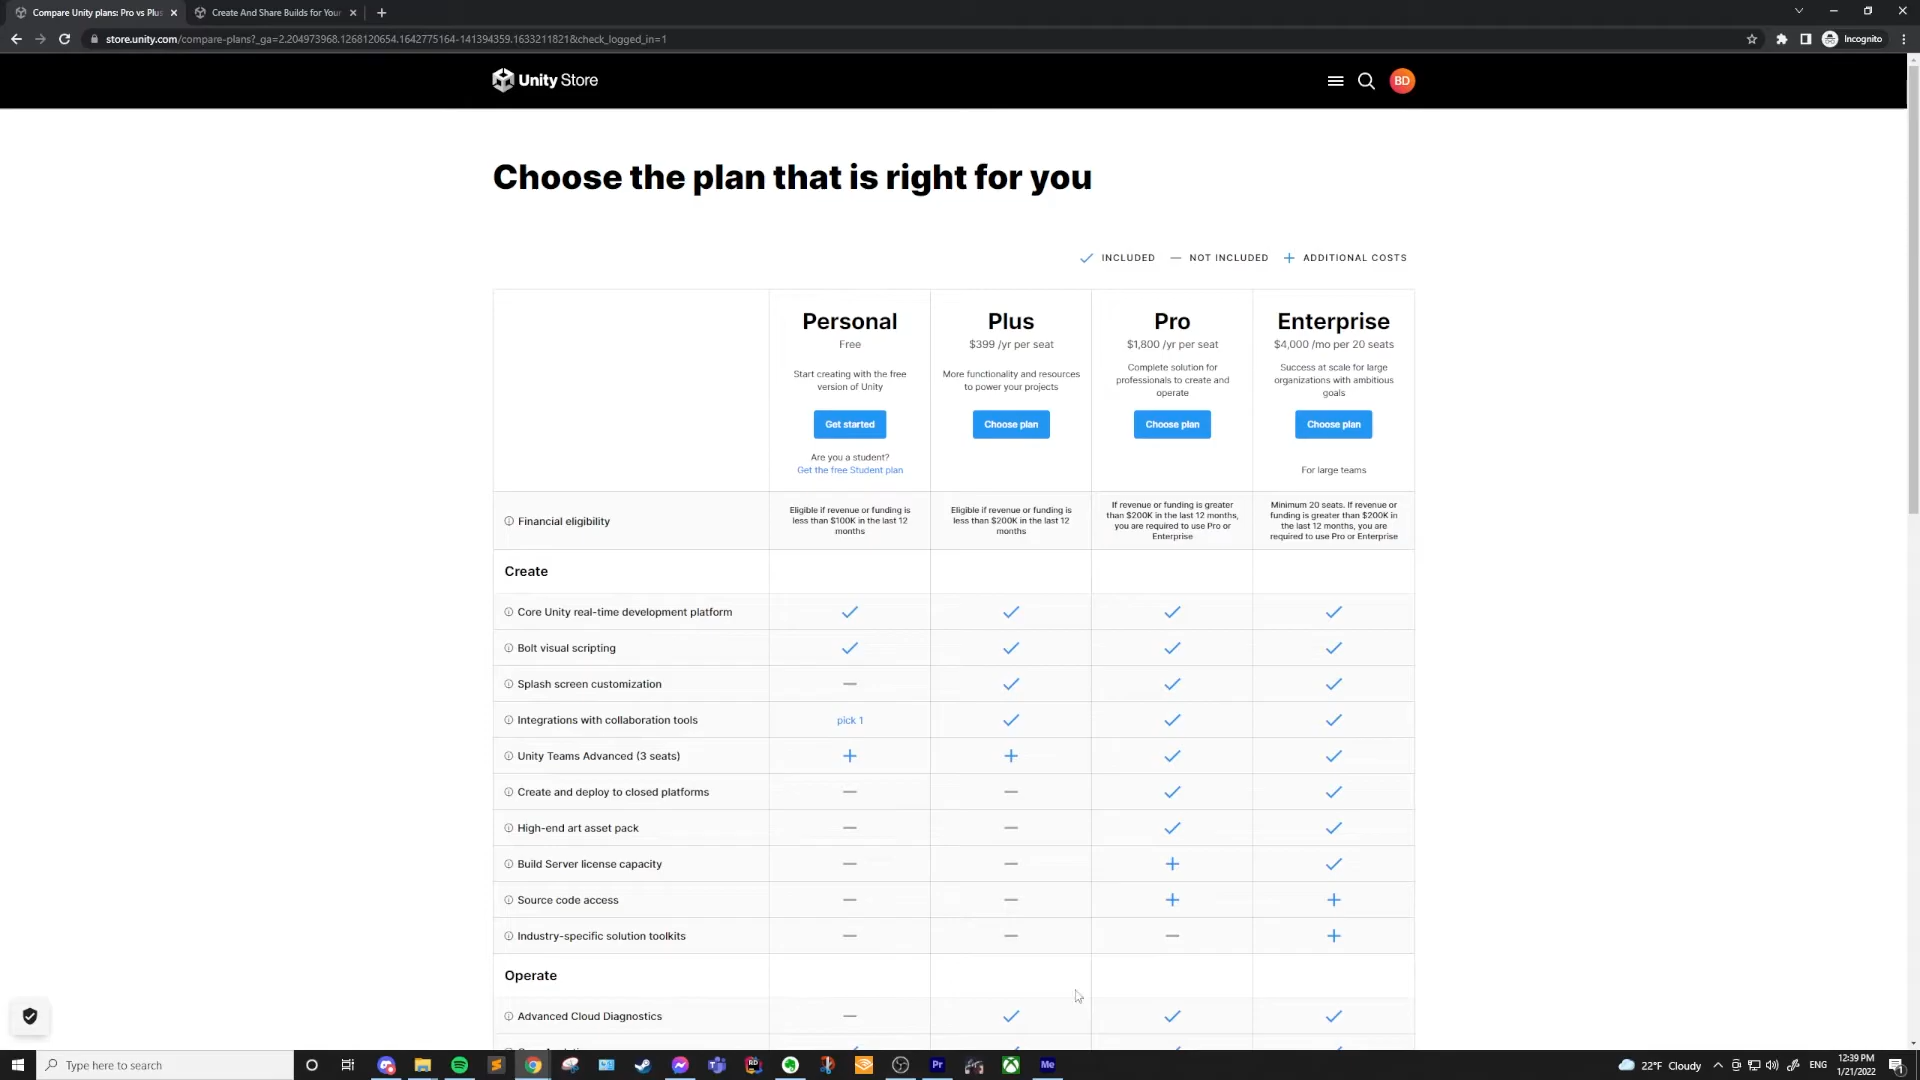 Compare Unity plans: Pro vs Plus
Create And Share Builds for Your
store.unity.com/compare-plans?_ga=2.204973968.1268120654.1642775164-141394359.1633211821&check_logged_in=1
Incognito
Unity Store
BD
Choose the plan that is right for you
INCLUDED
NOT INCLUDED
ADDITIONAL COSTS
Personal
Free
Start creating with the free
version of Unity
Get started
Are you a student?
Get the free Student plan
Plus
$399 /yr per seat
More functionality and resources
to power your projects
Choose plan
Pro
$1,800 /yr per seat
Complete solution for
professionals to create and
operate
Choose plan
Enterprise
$4,000 /mo per 20 seats
Success at scale for large
organizations with ambitious
goals
Choose plan
For large teams
Financial eligibility
Eligible if revenue or funding is
less than $100K in the last 12
months
Eligible if revenue or funding is
less than $200K in the last 12
months
If revenue or funding is greater
than $200K in the last 12 months,
you are required to use Pro or
Enterprise
Minimum 20 seats. If revenue or
funding is greater than $200K in
the last 12 months, you are
required to use Pro or Enterprise
Create
Core Unity real-time development platform
Bolt visual scripting
Splash screen customization
Integrations with collaboration tools
pick 1
Unity Teams Advanced (3 seats)
Create and deploy to closed platforms
High-end art asset pack
Build Server license capacity
Source code access
Industry-specific solution toolkits
Operate
Advanced Cloud Diagnostics
Type here to search
Pr
Me
22°F Cloudy
ENG
12:39 PM
1/21/2022